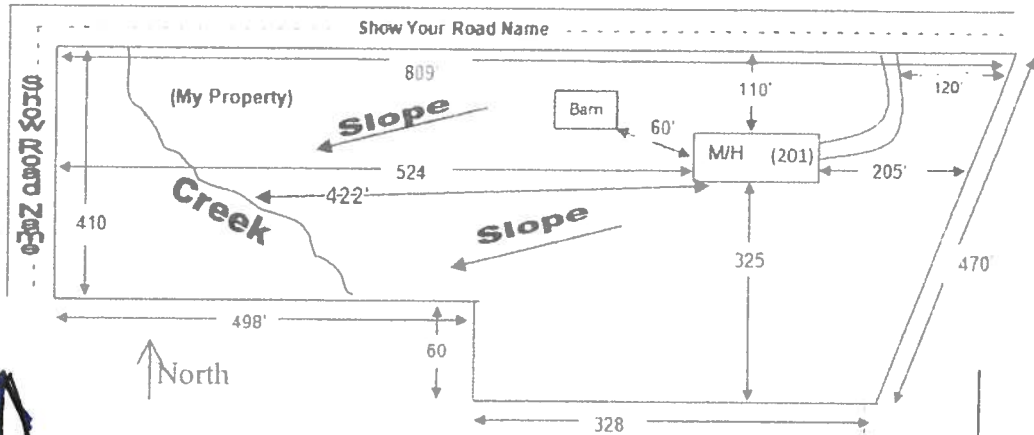 Show Your Road Name
Show Road Name
809'
(My Property)
Slope
Barn
110'
120'
60'
M/H (201)
205'
524
422'
Creek
410
Slope
325
470'
498'
60
North
328